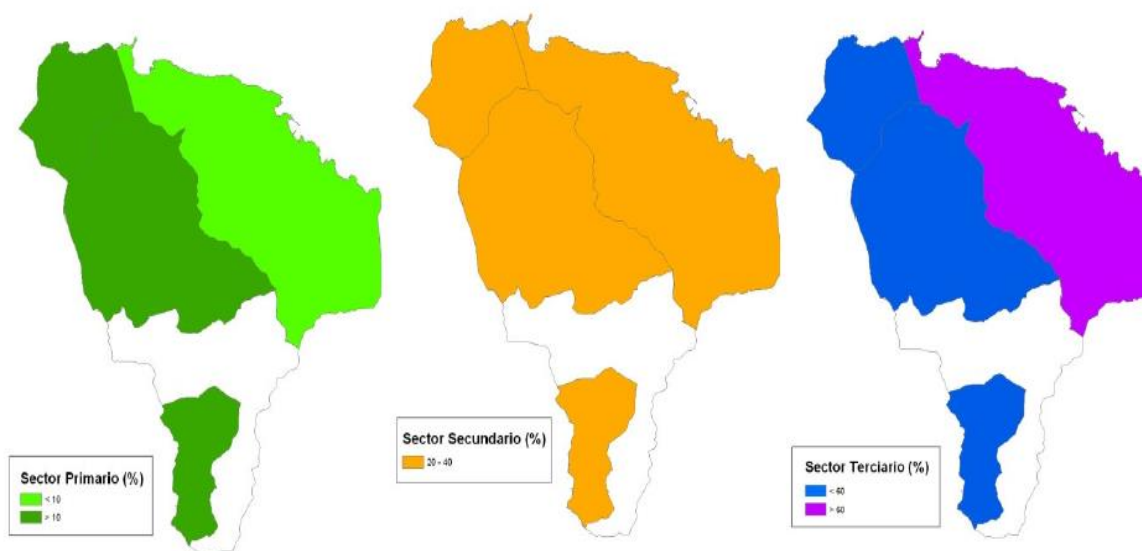 Sector Primario (%)
< 10
> 10
Sector Secundario (%)
20 - 40
Sector Terciario (%)
< 60
> 60